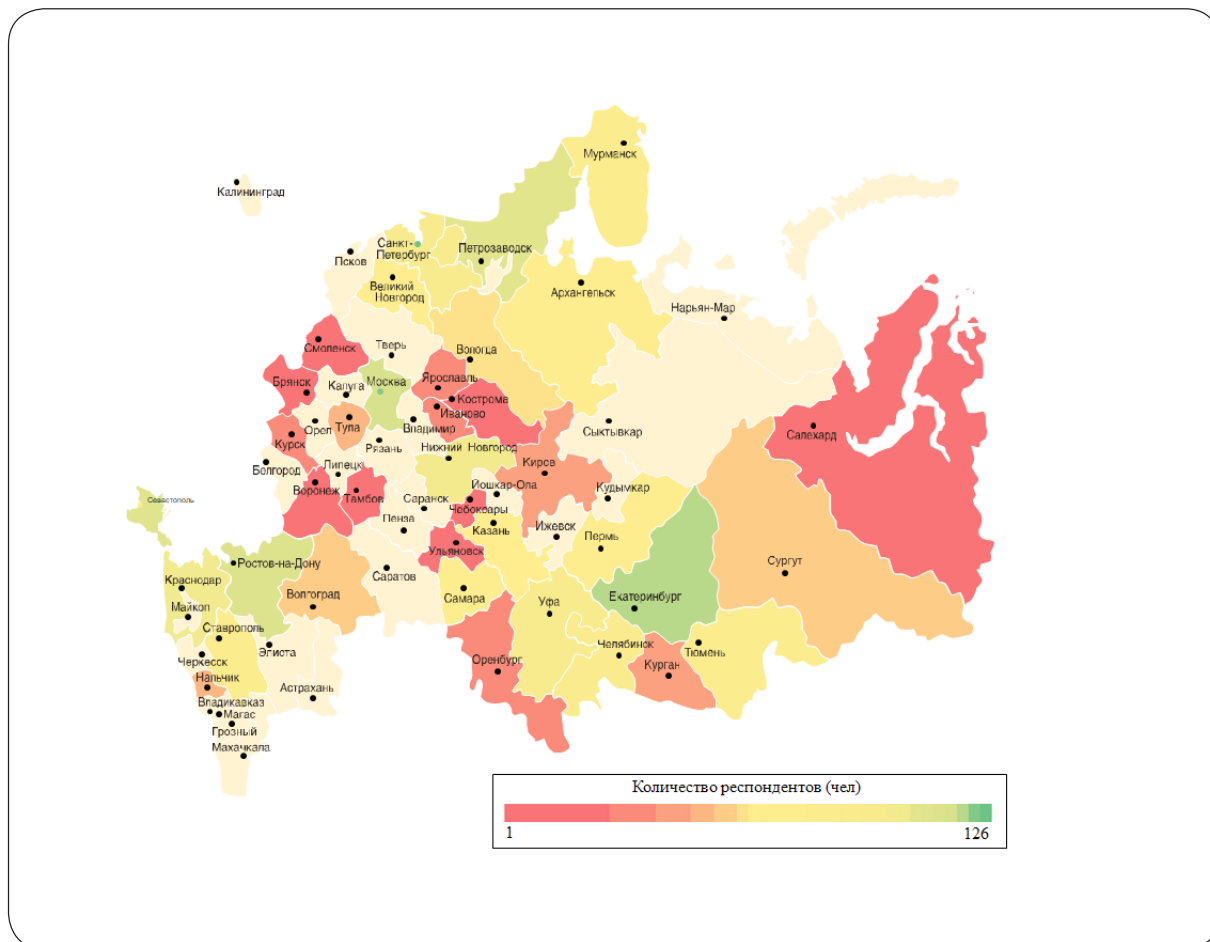 Мурманск
Калининград
Санкт-
Петербург
Петрозаводск
Псков
Великий
Новгород
Архангельск
Нарьян-Мар
Смоленск
Тверь
Вологда
Брянск
Калуга
Москва
Ярославль
Кострома
Иваново
Орел
Тула
Владимир
Сыктывкар
Салехард
Курск
Рязань
Нижний Новгород
Киров
Болгород
Липецк
Воронеж
Тамбов
Саранск
Йошкар-Ола
Чебоксары
Кудымкар
Севастополь
Пенза
Казань
Ижевск
Пермь
Ульяновск
Ростов-на-Дону
Саратов
Сургут
Краснодар
Волгоград
Самара
Уфа
Екатеринбург
Майкоп
Ставрополь
Элиста
Черкесск
Челябинск
Тюмень
Оренбург
Курган
Нальчик
Астрахань
Владикавказ
Магас
Грозный
Махачкала
Количество респондентов (чел)
1 126